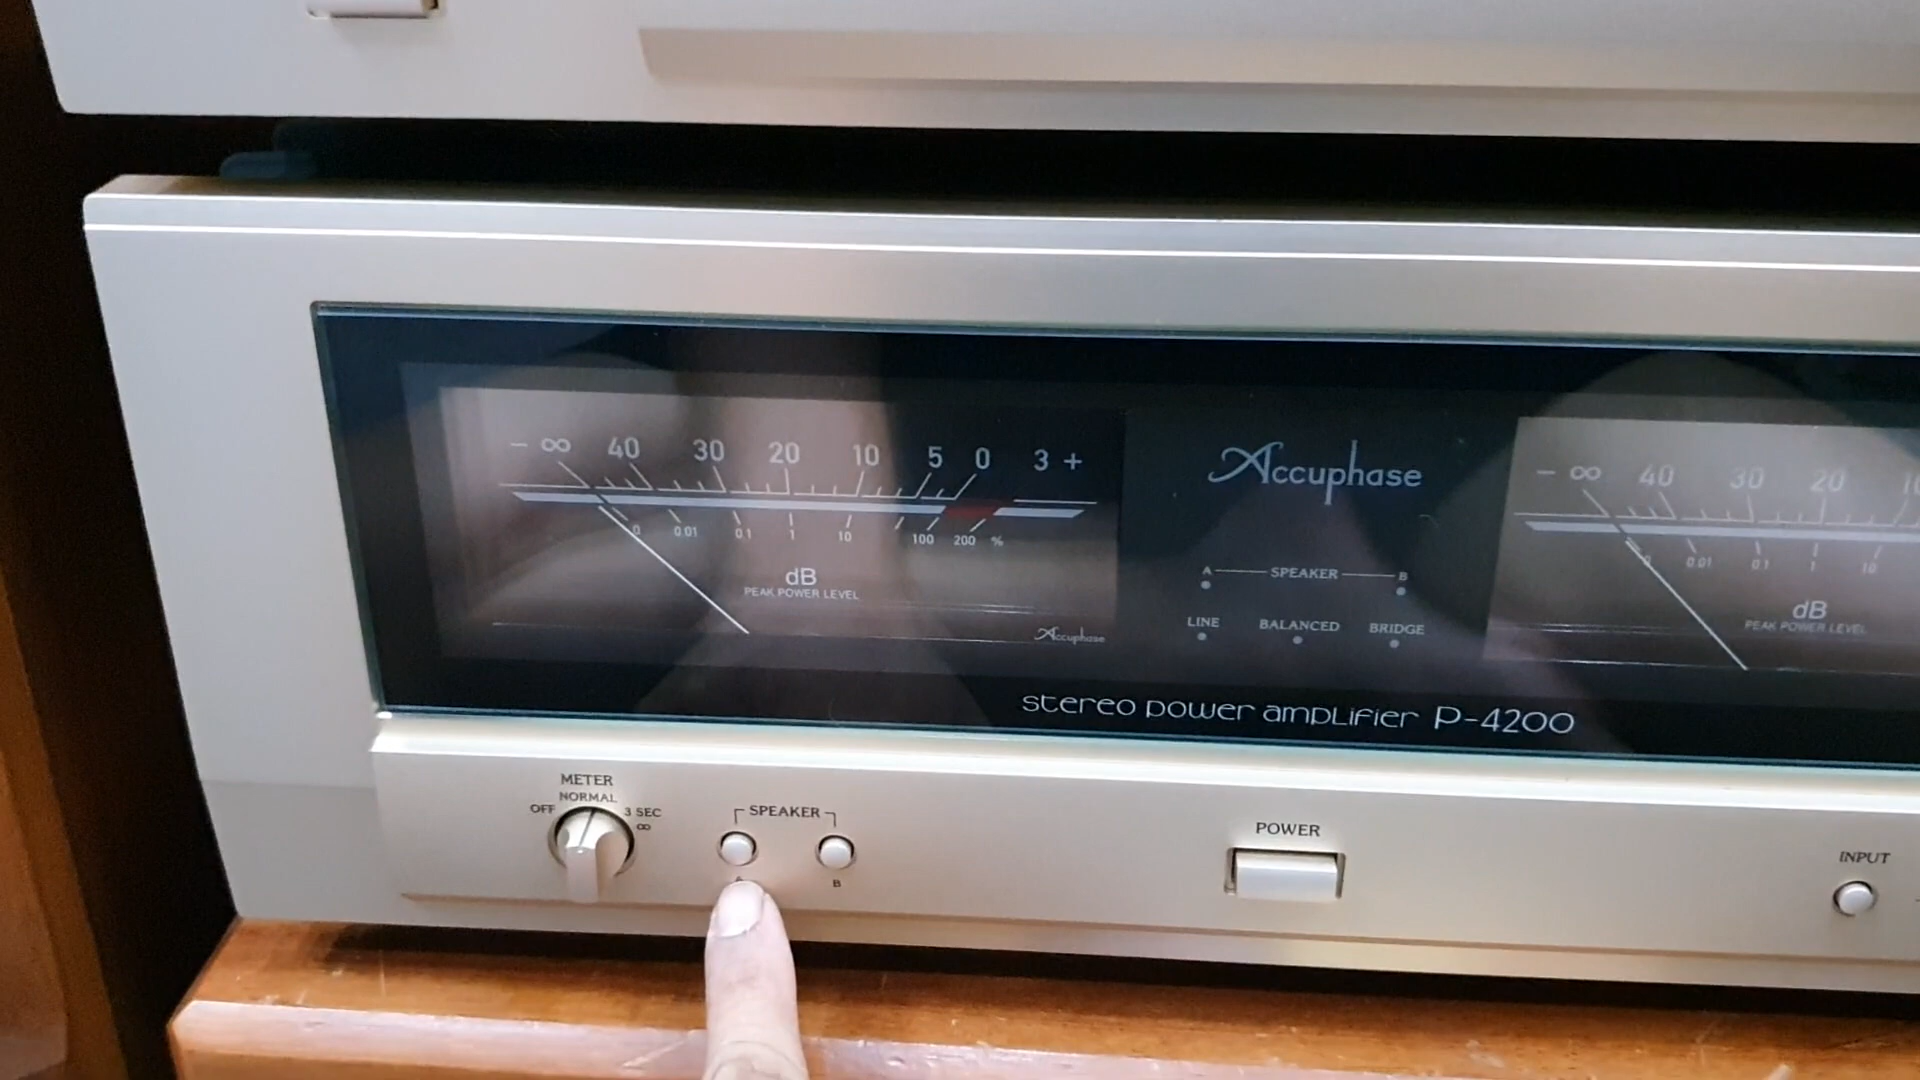 − ∞ 40 30 20 10 5 0 3 +
0 0.01 0.1 1 10 100 200 %
dB
PEAK POWER LEVEL
Accuphase
Accuphase
A SPEAKER B
LINE BALANCED BRIDGE
− ∞ 40 30 20
0 0.01 0.1 1 10
dB
PEAK POWER LEVEL
stereo power amplifier P-4200
METER
OFF NORMAL 3 SEC
∞
SPEAKER
B
POWER
INPUT